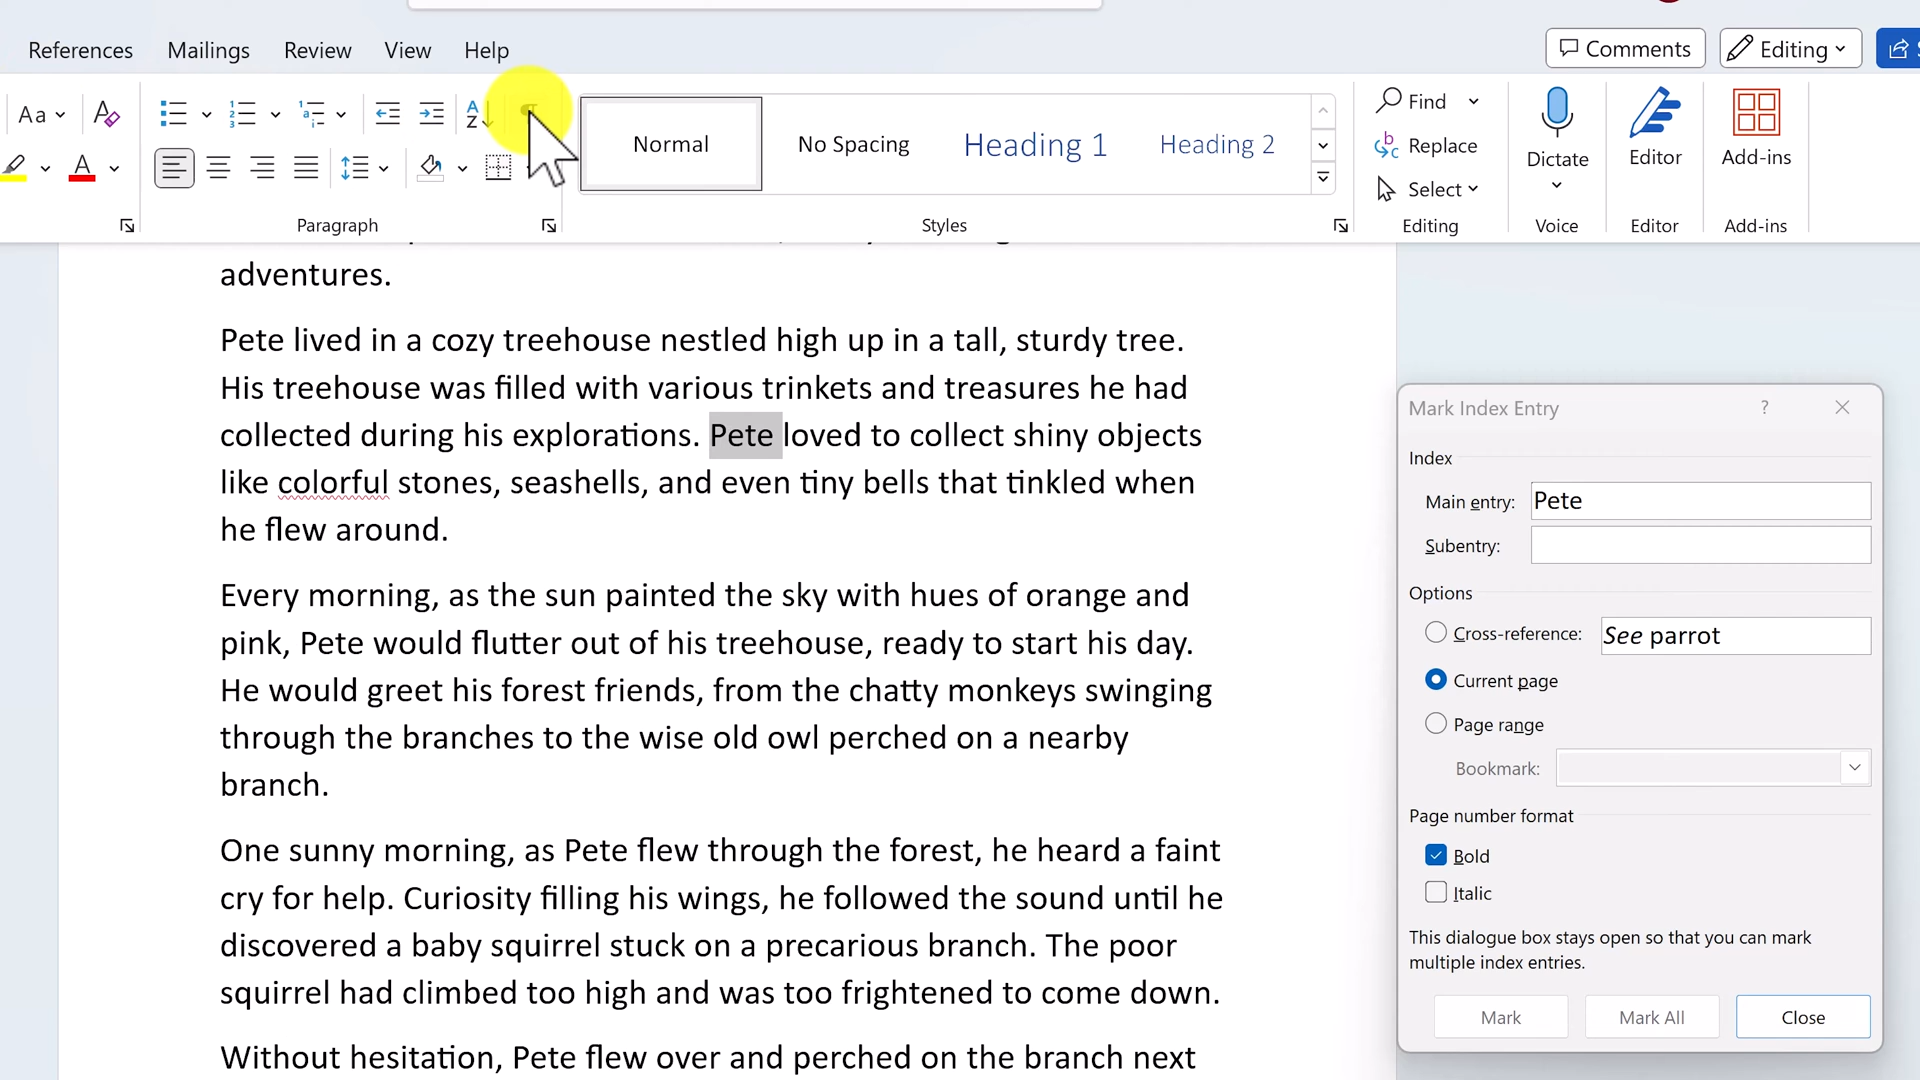 References Mailings Review View Help
Comments Editing
Aa
Normal No Spacing Heading 1 Heading 2
Find
Replace
Select
Dictate
Editor
Add-ins
Paragraph Styles Editing Voice Editor Add-ins
adventures.
Pete lived in a cozy treehouse nestled high up in a tall, sturdy tree.
His treehouse was filled with various trinkets and treasures he had
collected during his explorations. Pete loved to collect shiny objects
like colorful stones, seashells, and even tiny bells that tinkled when
he flew around.
Every morning, as the sun painted the sky with hues of orange and
pink, Pete would flutter out of his treehouse, ready to start his day.
He would greet his forest friends, from the chatty monkeys swinging
through the branches to the wise old owl perched on a nearby
branch.
One sunny morning, as Pete flew through the forest, he heard a faint
cry for help. Curiosity filling his wings, he followed the sound until he
discovered a baby squirrel stuck on a precarious branch. The poor
squirrel had climbed too high and was too frightened to come down.
Without hesitation, Pete flew over and perched on the branch next
Mark Index Entry ?
Index
Main entry: Pete
Subentry:
Options
Cross-reference: See parrot
Current page
Page range
Bookmark:
Page number format
Bold
Italic
This dialogue box stays open so that you can mark
multiple index entries.
Mark Mark All Close